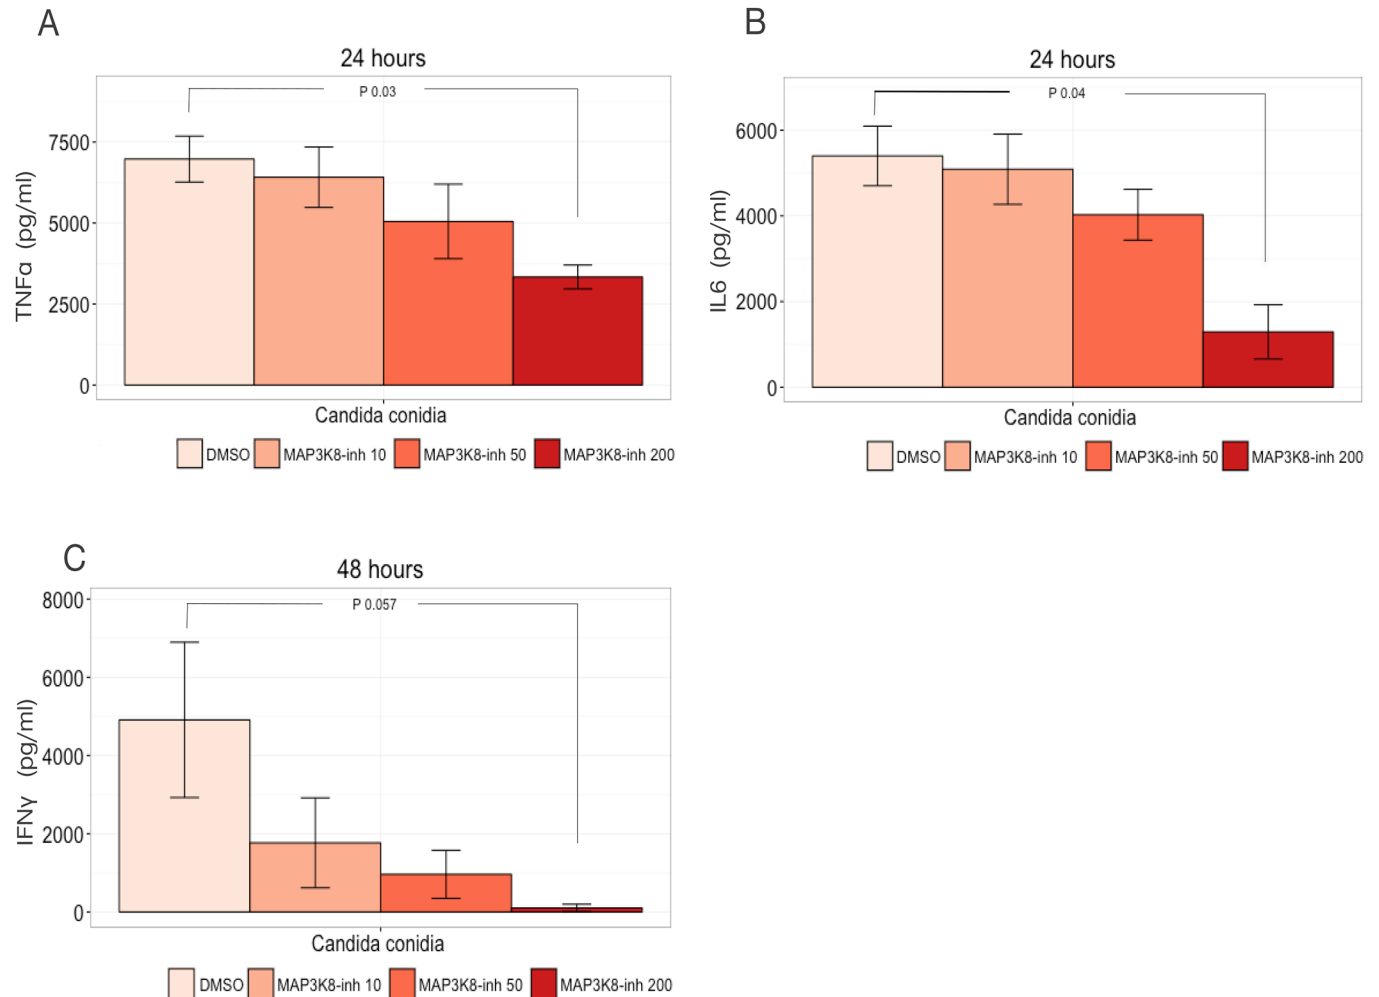 A
24 hours
P 0.03
7500
5000
2500
0
TNFα (pg/ml)
Candida conidia
DMSO MAP3K8-inh 10 MAP3K8-inh 50 MAP3K8-inh 200
B
24 hours
P 0.04
6000
4000
2000
0
IL6 (pg/ml)
Candida conidia
DMSO MAP3K8-inh 10 MAP3K8-inh 50 MAP3K8-inh 200
C
48 hours
P 0.057
8000
6000
4000
2000
0
IFNγ (pg/ml)
Candida conidia
DMSO MAP3K8-inh 10 MAP3K8-inh 50 MAP3K8-inh 200